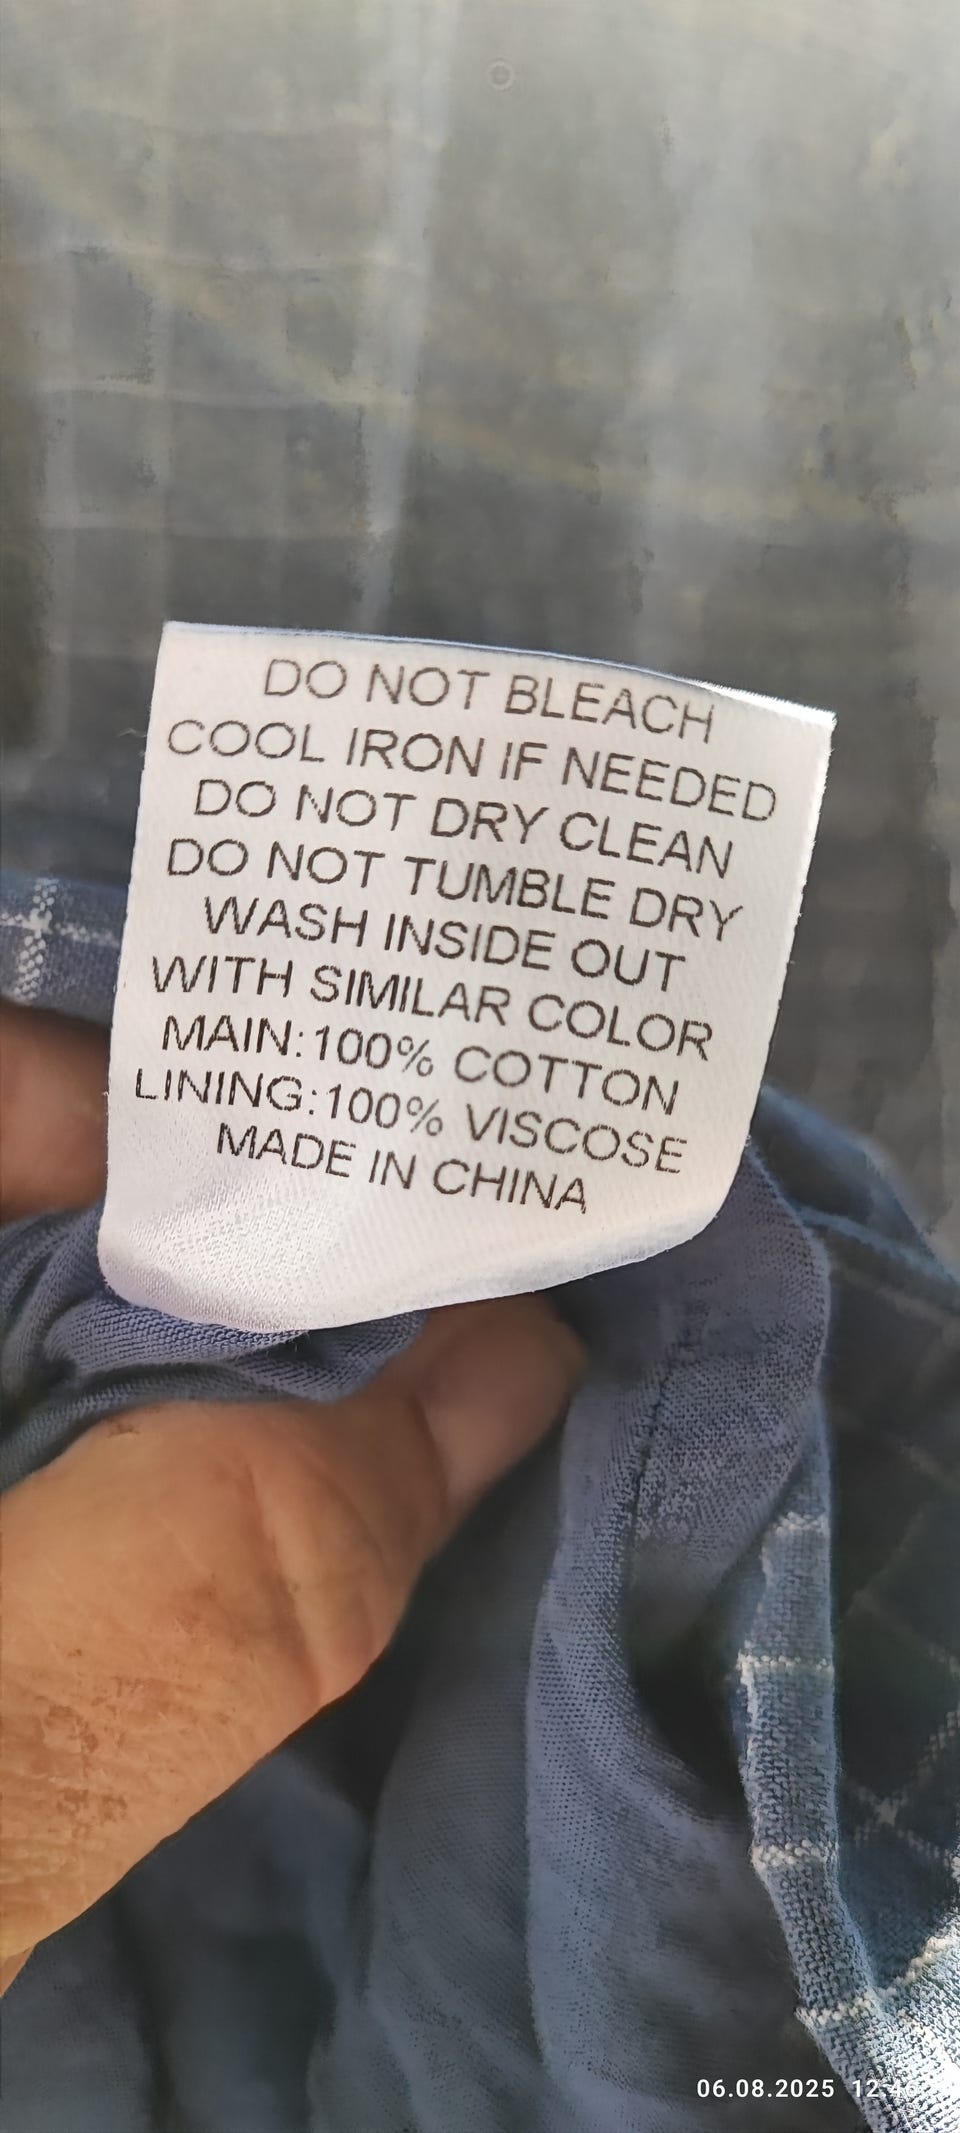 DO NOT BLEACH
COOL IRON IF NEEDED
DO NOT DRY CLEAN
DO NOT TUMBLE DRY
WASH INSIDE OUT
WITH SIMILAR COLOR
MAIN:100% COTTON
LINING:100% VISCOSE
MADE IN CHINA
06.08.2025